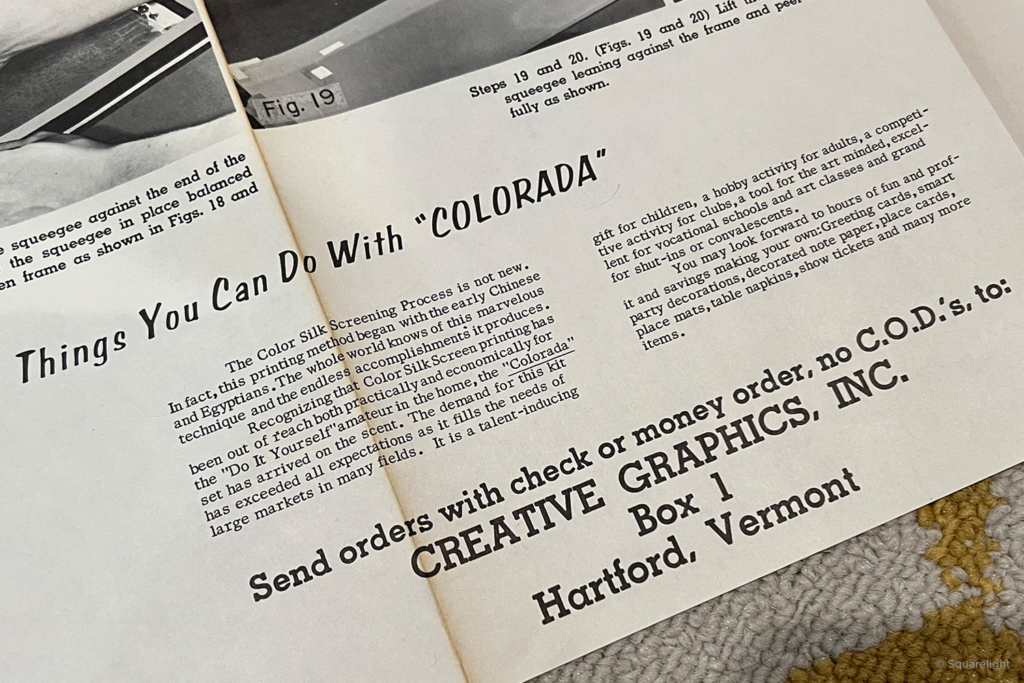 squeegee against the end of the
the squeegee in place balanced
frame as shown in Figs. 18 and
Fig. 19
Steps 19 and 20. (Figs. 19 and 20) Lift
squeegee leaning against the frame and
fully as shown.
Things You Can Do With "COLORADA"
The Color Silk Screening Process is not new.
In fact, this printing method began with the early Chinese
and Egyptians. The whole world knows of this marvelous
technique and the endless accomplishments it produces.
Recognizing that Color Silk Screen printing has
been out of reach both practically and economically for
the "Do It Yourself" amateur in the home, the "Colorada"
set has arrived on the scent. The demand for this kit
has exceeded all expectations as it fills the needs of
large markets in many fields. It is a talent-inducing
gift for children, a hobby activity for adults, a competi-
tive activity for clubs, a tool for the art minded, excel-
lent for vocational schools and art classes and grand
for shut-ins or convalescents.
You may look forward to hours of fun and prof-
it and savings making your own: Greeting cards, smart
party decorations, decorated note paper, place cards,
place mats, table napkins, show tickets and many more
items.
Send orders with check or money order, no C.O.D.'s, to:
CREATIVE GRAPHICS, INC.
Box 1
Hartford, Vermont
© Squarelight